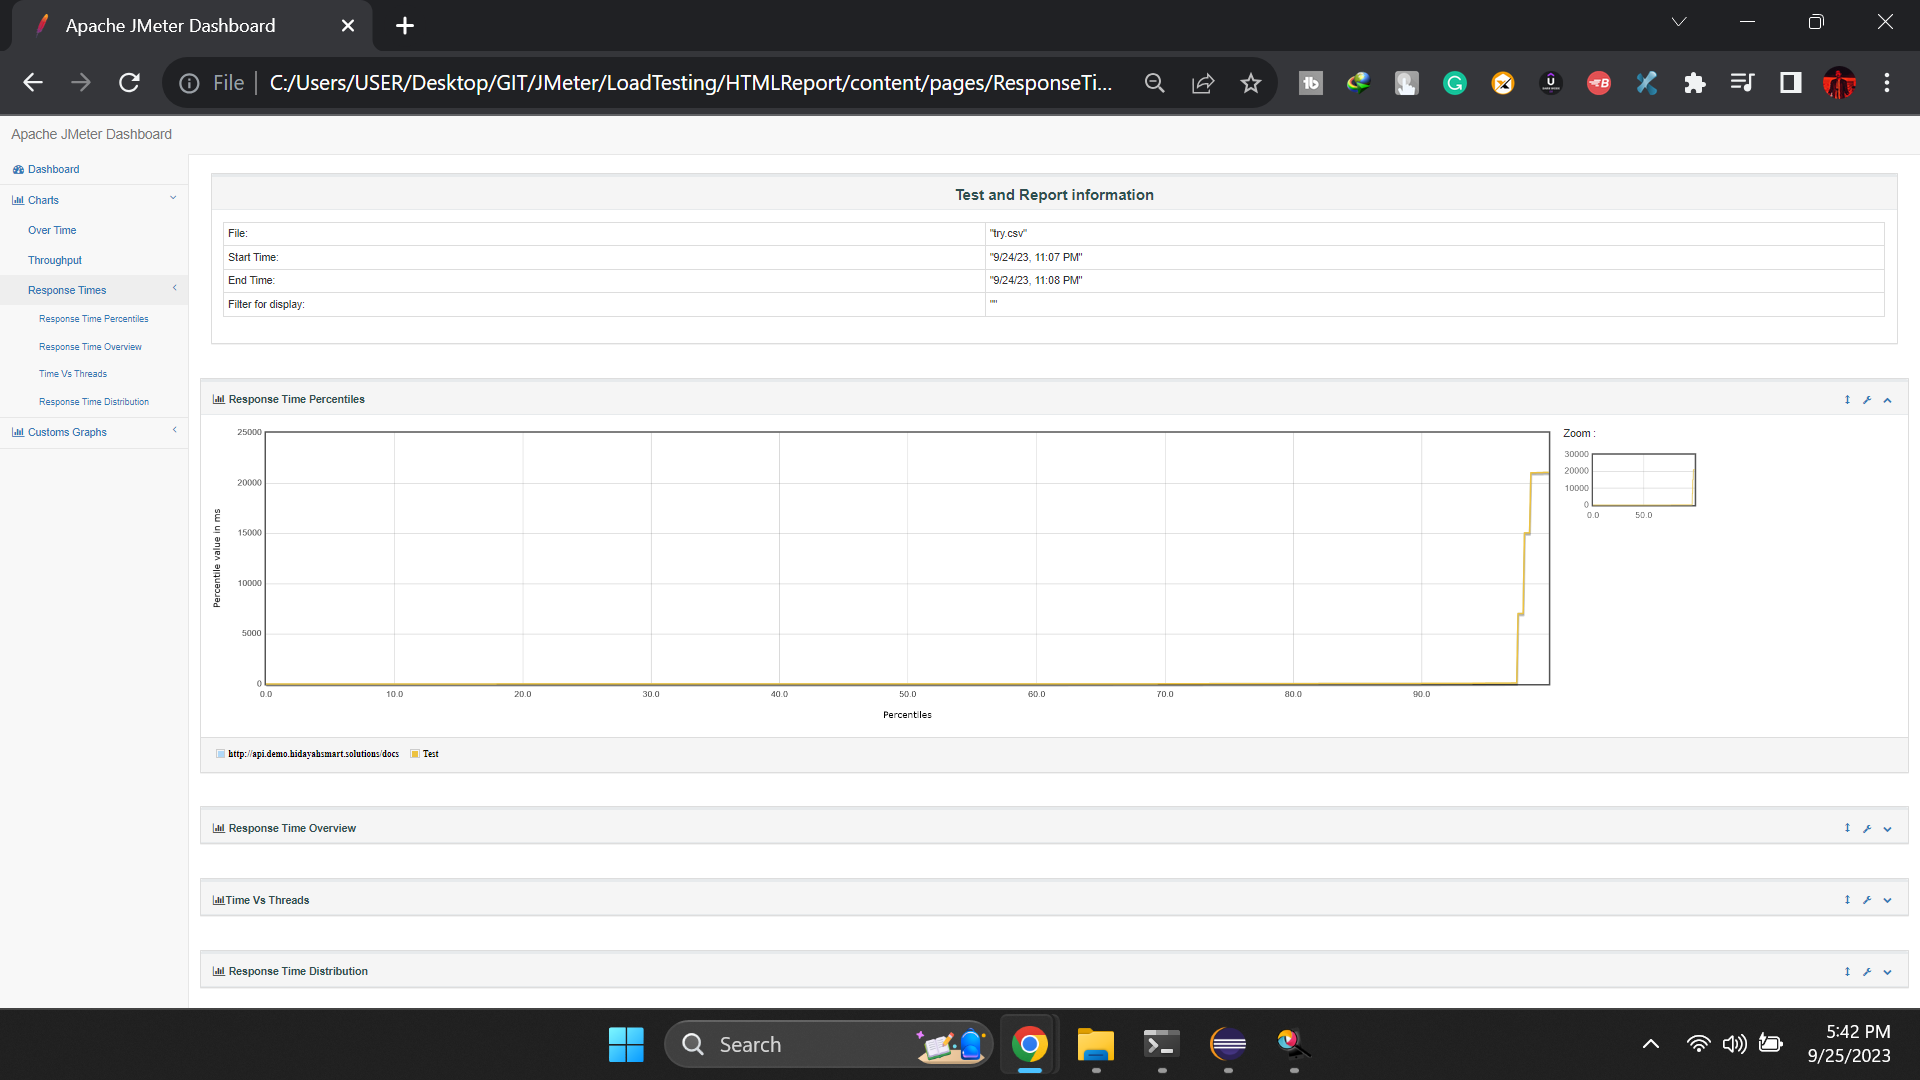 Apache JMeter Dashboard
File
C:/Users/USER/Desktop/GIT/JMeter/LoadTesting/HTMLReport/content/pages/ResponseTi...
Apache JMeter Dashboard
Dashboard
Charts
Over Time
Throughput
Response Times
Response Time Percentiles
Response Time Overview
Time Vs Threads
Response Time Distribution
Customs Graphs
Test and Report information
File: "try.csv"
Start Time: "9/24/23, 11:07 PM"
End Time: "9/24/23, 11:08 PM"
Filter for display: ""
Response Time Percentiles
25000
20000
15000
10000
5000
0
Percentile value in ms
0.0 10.0 20.0 30.0 40.0 50.0 60.0 70.0 80.0 90.0
Percentiles
Zoom :
30000
20000
10000
0
0.0 50.0
http://api.demo.hidayahsmart.solutions/docs Test
Response Time Overview
Time Vs Threads
Response Time Distribution
Search
5:42 PM
9/25/2023